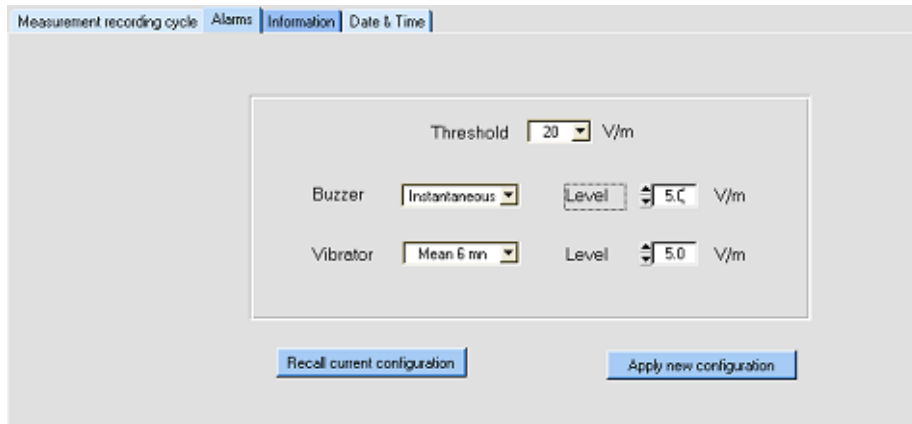 Measurement recording cycle Alarms Information Date & Time
Threshold 20 V/m
Buzzer Instantaneous Level 5.0 V/m
Vibrator Mean 6 mn Level 5.0 V/m
Recall current configuration Apply new configuration